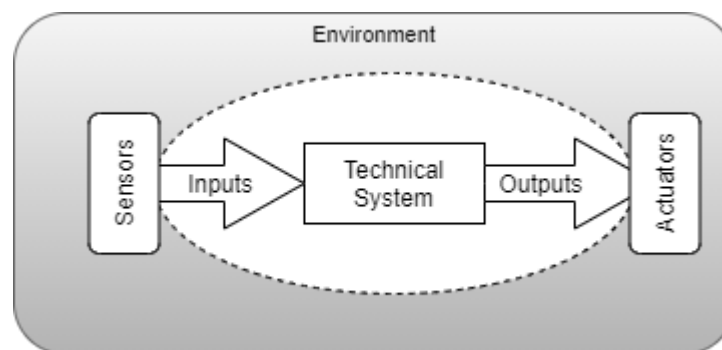 Environment
Sensors
Inputs
Technical
System
Outputs
Actuators